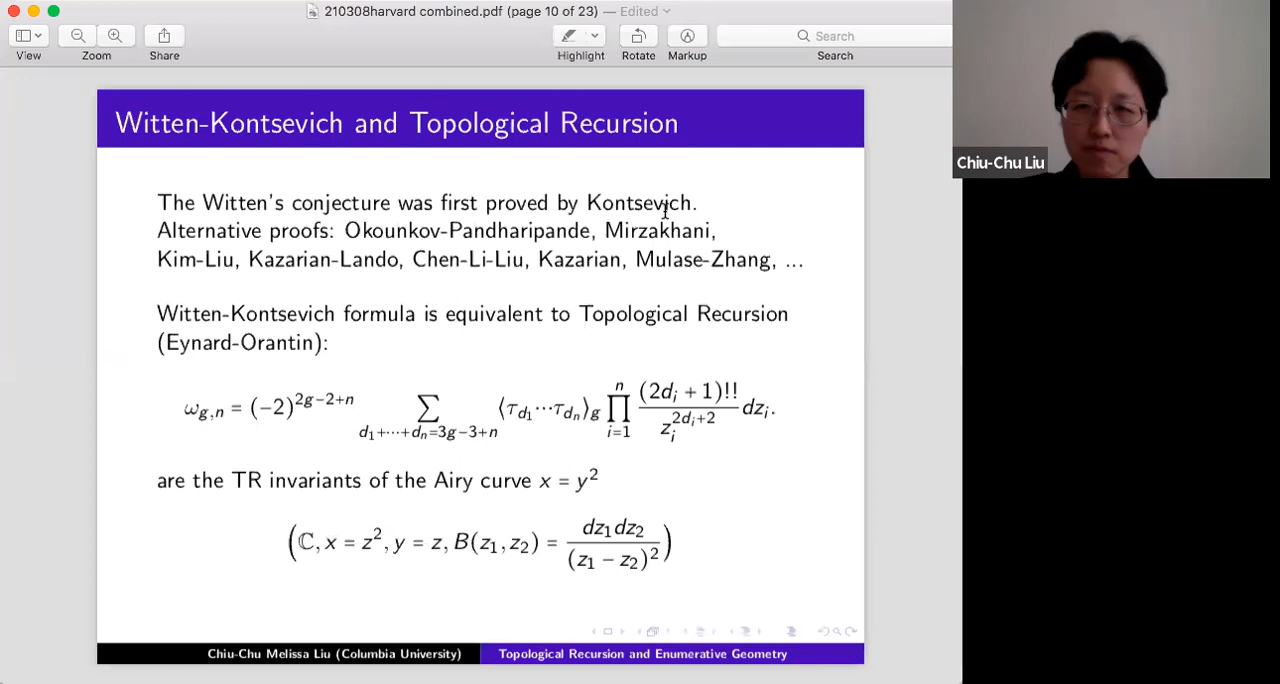 210308harvard combined.pdf (page 10 of 23) — Edited
View Zoom Share Highlight Rotate Markup Search
Search
Witten-Kontsevich and Topological Recursion
The Witten's conjecture was first proved by Kontsevich.
Alternative proofs: Okounkov-Pandharipande, Mirzakhani,
Kim-Liu, Kazarian-Lando, Chen-Li-Liu, Kazarian, Mulase-Zhang, ...
Witten-Kontsevich formula is equivalent to Topological Recursion
(Eynard-Orantin):
ω_{g,n} = (−2)^{2g−2+n} ∑_{d_1+⋯+d_n=3g−3+n} ⟨τ_{d_1}⋯τ_{d_n}⟩_g ∏_{i=1}^{n} (2d_i + 1)!!/z_i^{2d_i+2} dz_i.
are the TR invariants of the Airy curve x = y^2
(ℂ, x = z^2, y = z, B(z_1, z_2) = dz_1dz_2/(z_1 − z_2)^2)
Chiu-Chu Melissa Liu (Columbia University) Topological Recursion and Enumerative Geometry
Chiu-Chu Liu